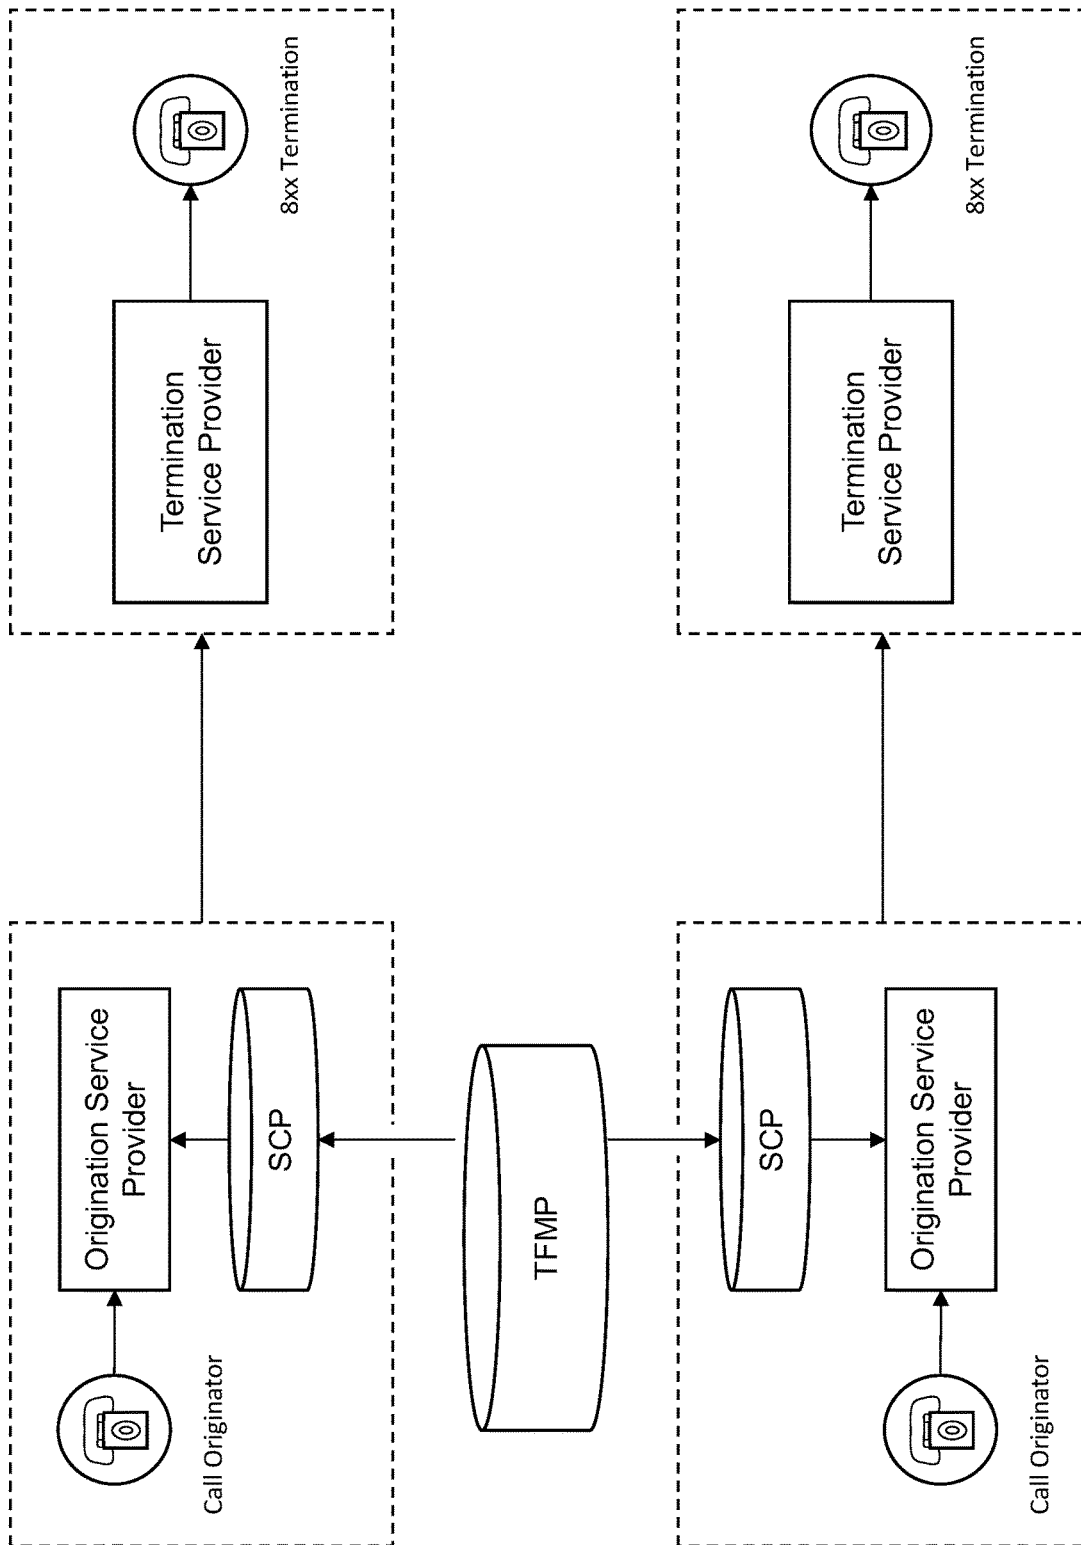 8xx Termination
Termination
Service Provider
Origination Service
Provider
SCP
Call Originator
TFMP
8xx Termination
Termination
Service Provider
SCP
Origination Service
Provider
Call Originator